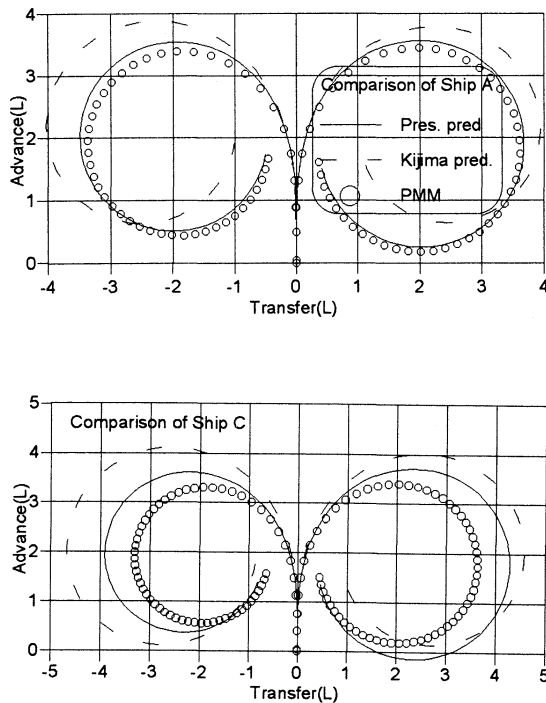 4
3
2
1
0
Advance(L)
Comparison of Ship A
Pres. pred
Kijima pred.
PMM
-4 -3 -2 -1 0 1 2 3 4
Transfer(L)
5
4
3
2
1
0
Advance(L)
Comparison of Ship C
-5 -4 -3 -2 -1 0 1 2 3 4 5
Transfer(L)